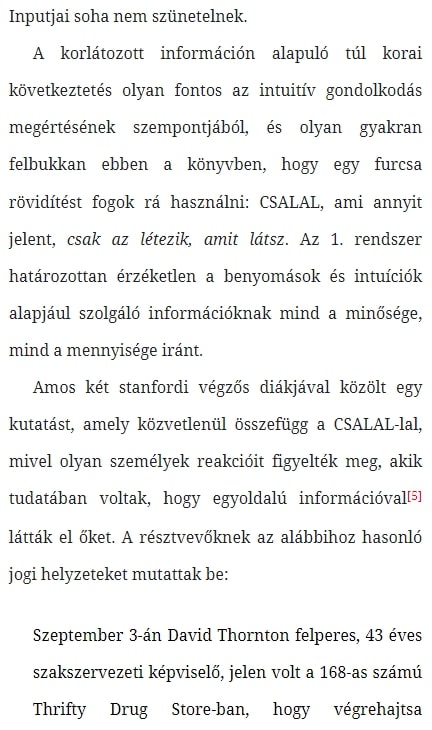 Inputjai soha nem szünetelnek.
A korlátozott információn alapuló túl korai
következtetés olyan fontos az intuitív gondolkodás
megértésének szempontjából, és olyan gyakran
felbukkan ebben a könyvben, hogy egy furcsa
rövidítést fogok rá használni: CSALAL, ami annyit
jelent, csak az létezik, amit látsz. Az 1. rendszer
határozottan érzéketlen a benyomások és intuíciók
alapjául szolgáló információknak mind a minősége,
mind a mennyisége iránt.
Amos két stanfordi végzős diákjával közölt egy
kutatást, amely közvetlenül összefügg a CSALAL-lal,
mivel olyan személyek reakcióit figyelték meg, akik
tudatában voltak, hogy egyoldalú információval[5]
látták el őket. A résztvevőknek az alábbihoz hasonló
jogi helyzeteket mutattak be:
Szeptember 3-án David Thornton felperes, 43 éves
szakszervezeti képviselő, jelen volt a 168-as számú
Thrifty Drug Store-ban, hogy végrehajtsa